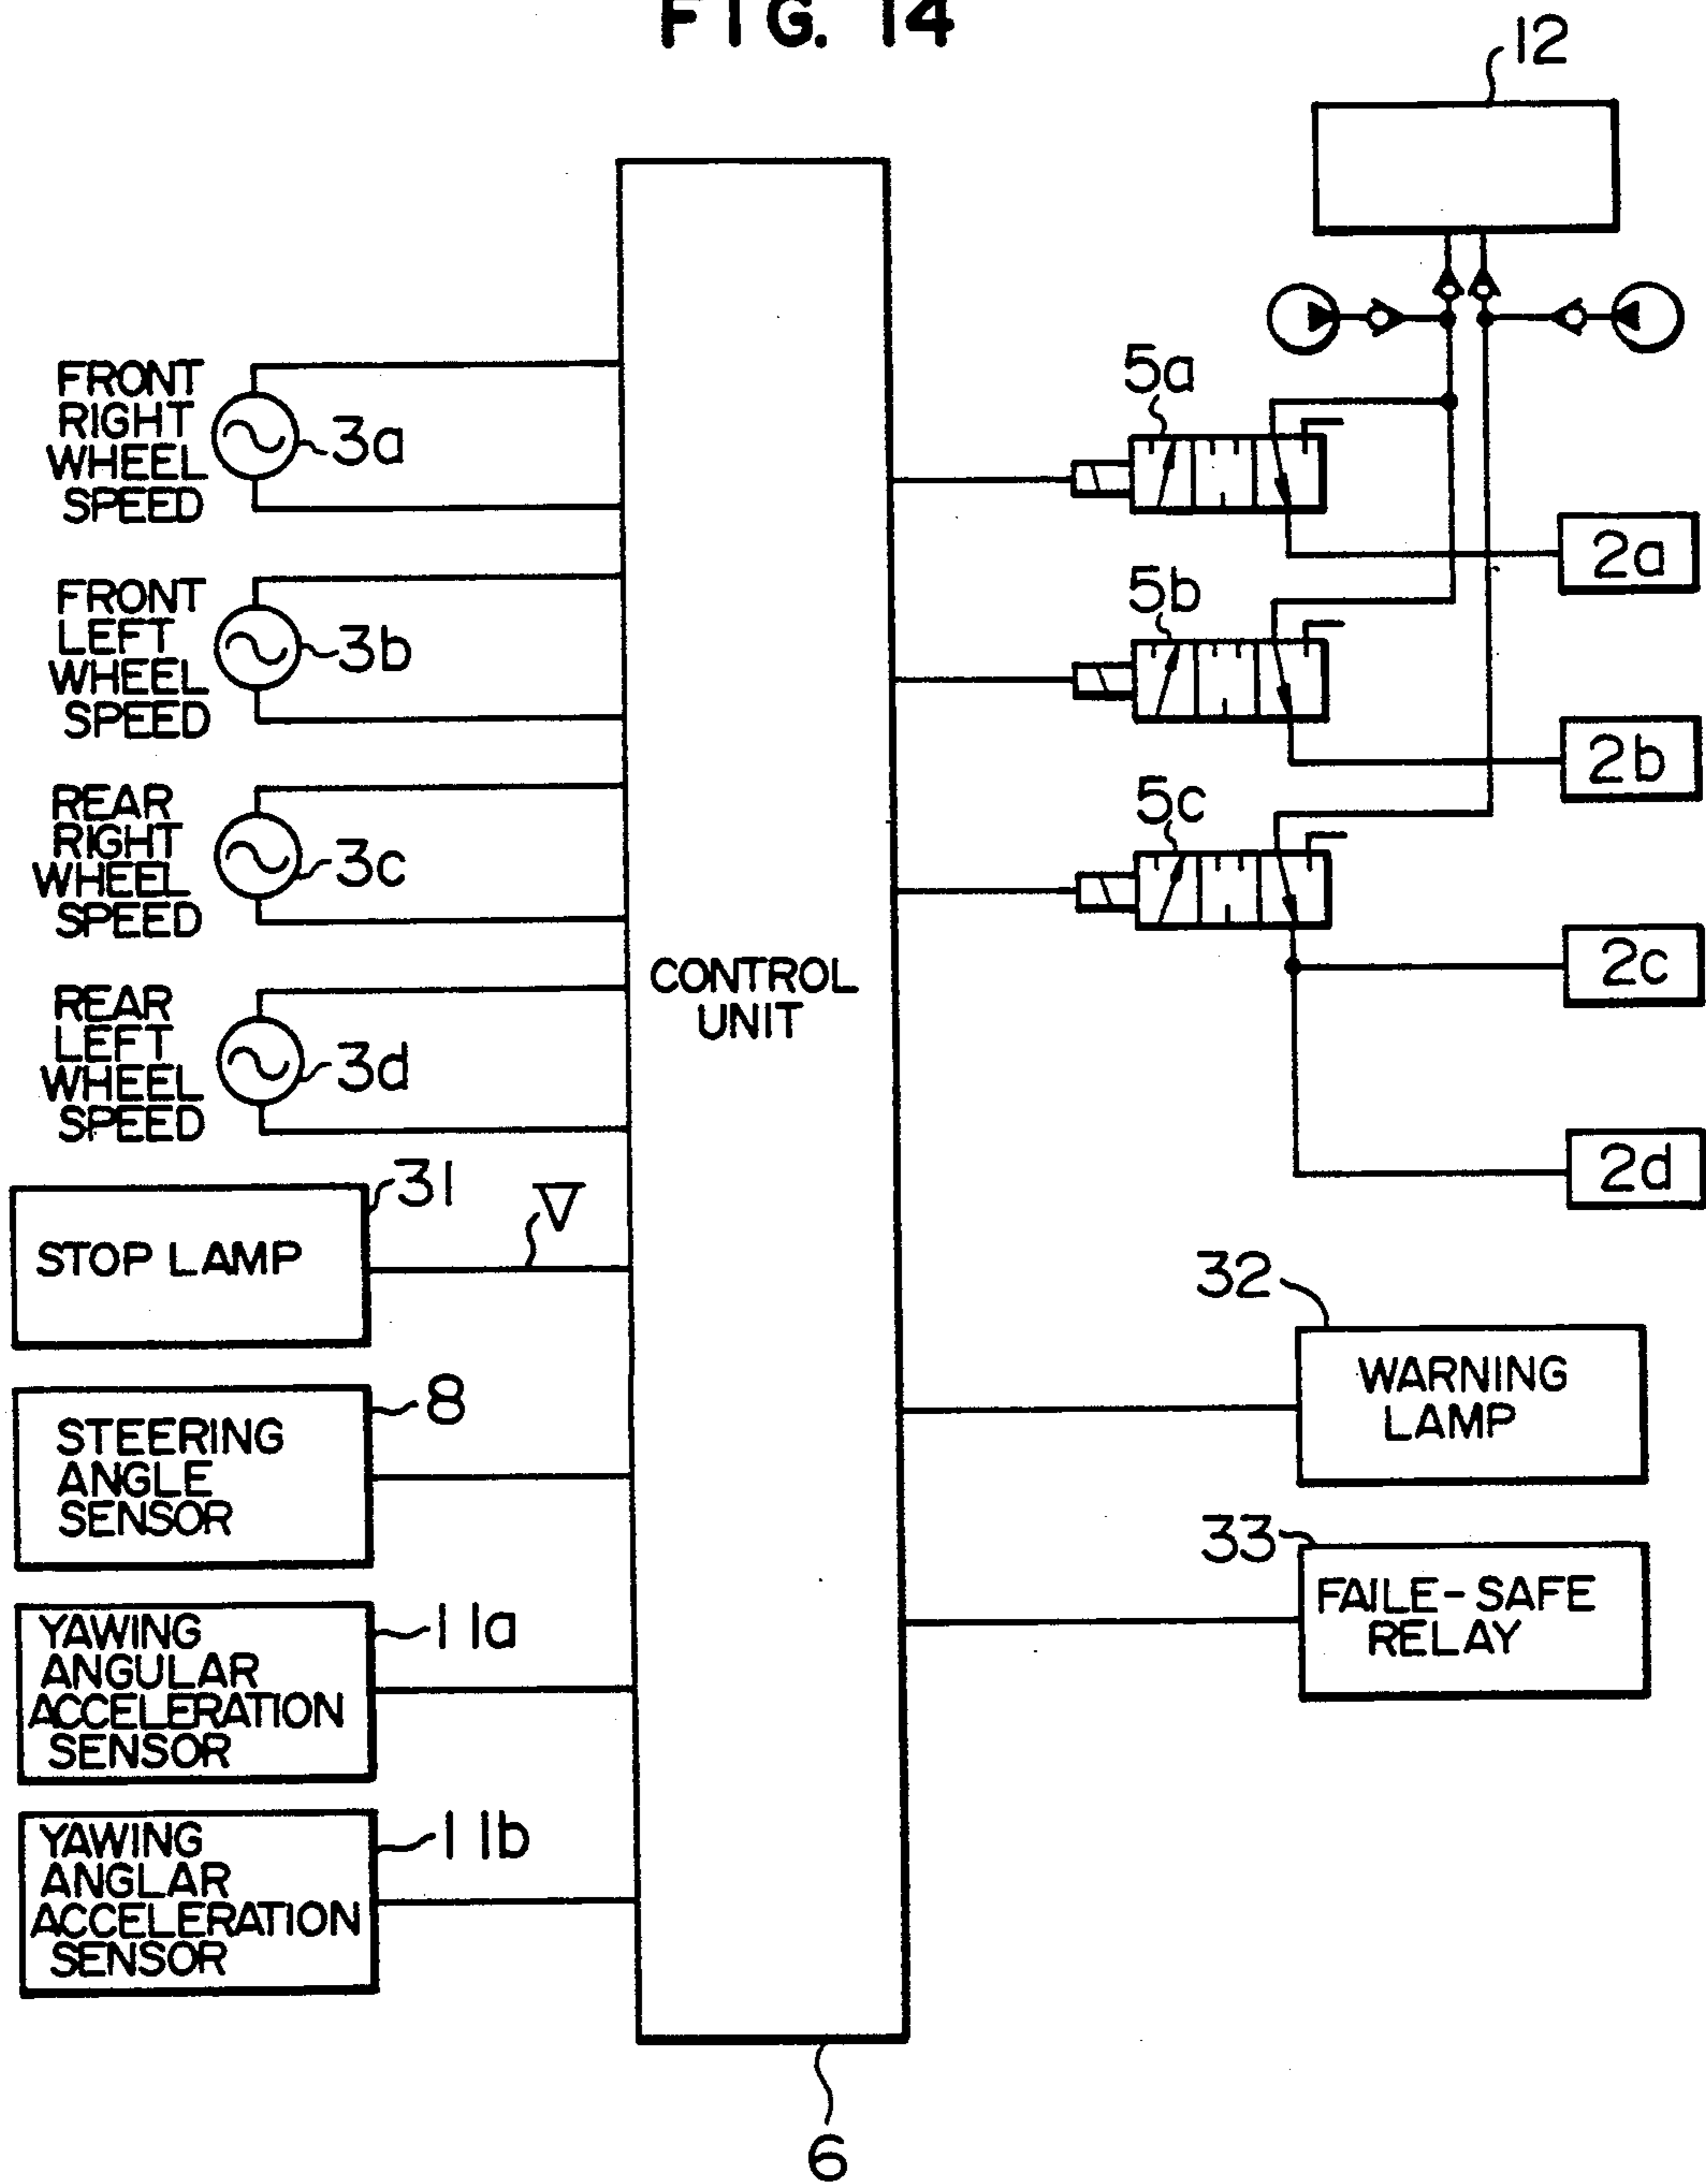 FIG. 14
12
FRONT
RIGHT
WHEEL
SPEED
3a
FRONT
LEFT
WHEEL
SPEED
3b
REAR
RIGHT
WHEEL
SPEED
3c
REAR
LEFT
WHEEL
SPEED
3d
STOP LAMP
31
V
STEERING
ANGLE
SENSOR
8
YAWING
ANGULAR
ACCELERATION
SENSOR
11a
YAWING
ANGLAR
ACCELERATION
SENSOR
11b
CONTROL
UNIT
6
5a
2a
5b
2b
5c
2c
2d
32
WARNING
LAMP
33
FAILE-SAFE
RELAY